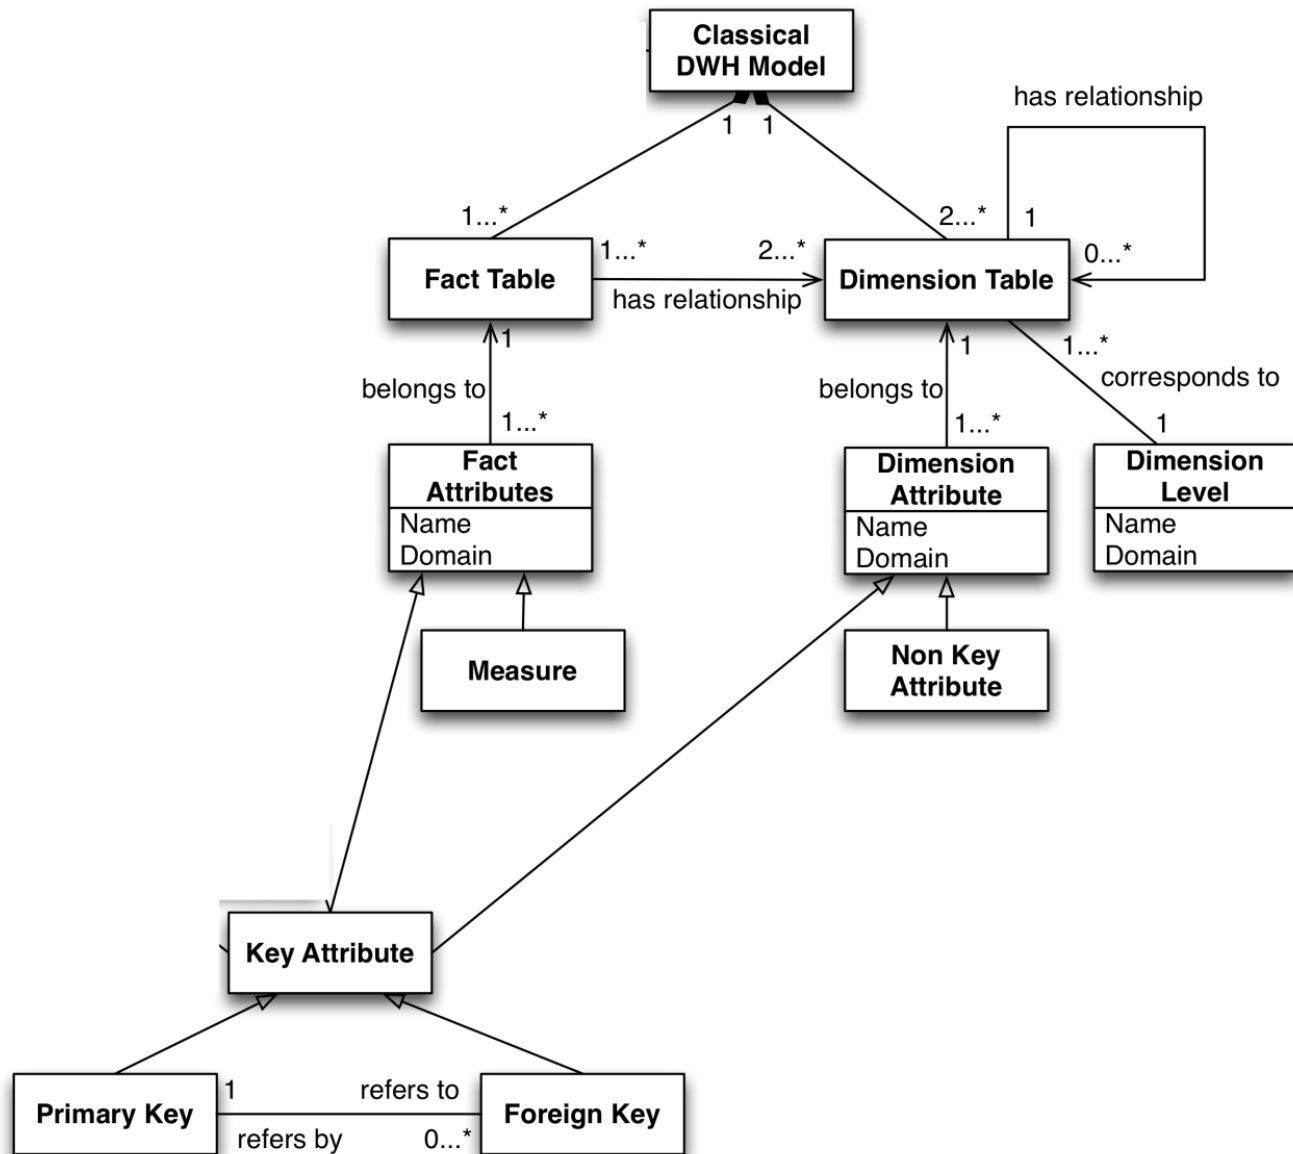 Classical
DWH Model
has relationship
1
1
1...*
2...*
1
Fact Table
1...*
2...*
has relationship
Dimension Table
0...*
1
belongs to
1...*
1
belongs to
1...*
1...*
corresponds to
1
Fact
Attributes
Name
Domain
Dimension
Attribute
Name
Domain
Dimension
Level
Name
Domain
Measure
Non Key
Attribute
Key Attribute
Primary Key
1
refers to
refers by
0...*
Foreign Key